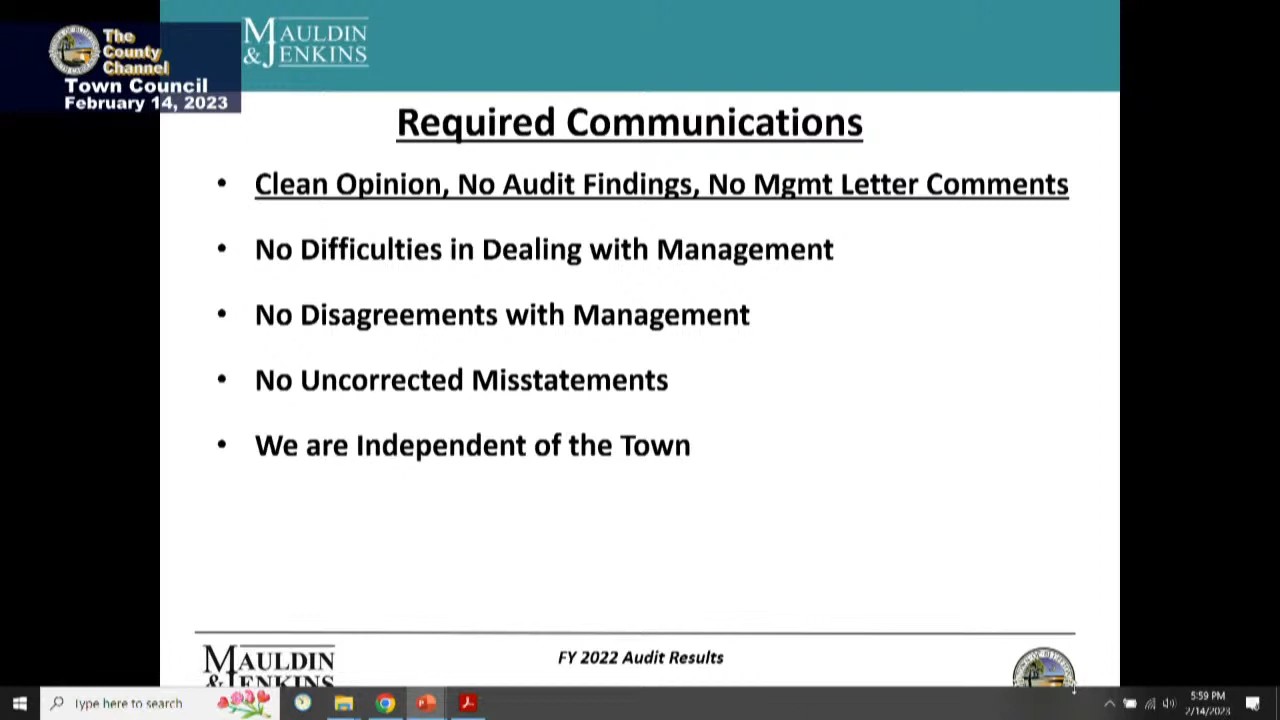 The
County
Channel
Town Council
February 14, 2023
MAULDIN
& JENKINS
Required Communications
• Clean Opinion, No Audit Findings, No Mgmt Letter Comments
• No Difficulties in Dealing with Management
• No Disagreements with Management
• No Uncorrected Misstatements
• We are Independent of the Town
MAULDIN
& JENKINS
FY 2022 Audit Results
Type here to search
5:59 PM
2/14/2023